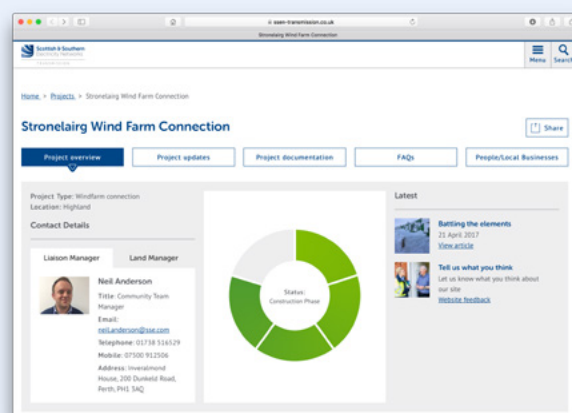 ssen-transmission.co.uk
Stronelairg Wind Farm Connection
Scottish & Southern
Electricity Networks
TRANSMISSION
Menu
Search
Home > Projects > Stronelairg Wind Farm Connection
Stronelairg Wind Farm Connection
Share
Project overview
Project updates
Project documentation
FAQs
People/Local Businesses
Project Type: Windfarm connection
Location: Highland
Contact Details
Liaison Manager
Land Manager
Neil Anderson
Title: Community Team
Manager
Email:
neil.anderson@sse.com
Telephone: 01738 516529
Mobile: 07500 912506
Address: Inveralmond
House, 200 Dunkeld Road,
Perth, PH1 3AQ
Status:
Construction Phase
Latest
Battling the elements
21 April 2017
View article
Tell us what you think
Let us know what you think about
our site
Website feedback